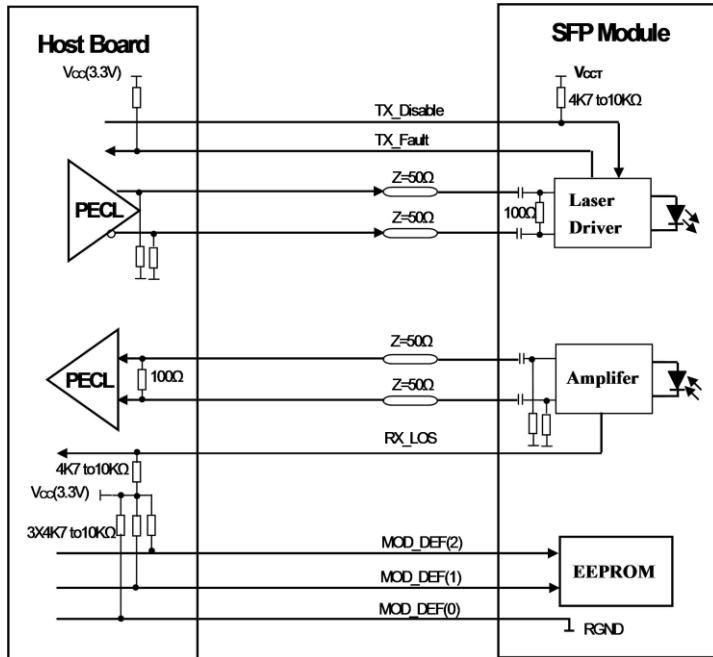 Host Board
SFP Module
VCC(3.3V)
VCCT
4K7 to10KΩ
TX_Disable
TX_Fault
Z=50Ω
PECL
100Ω
Laser
Driver
Z=50Ω
Z=50Ω
PECL
100Ω
Amplifer
Z=50Ω
RX_LOS
4K7 to10KΩ
VCC(3.3V)
3X4K7 to10KΩ
MOD_DEF(2)
EEPROM
MOD_DEF(1)
MOD_DEF(0)
RGND